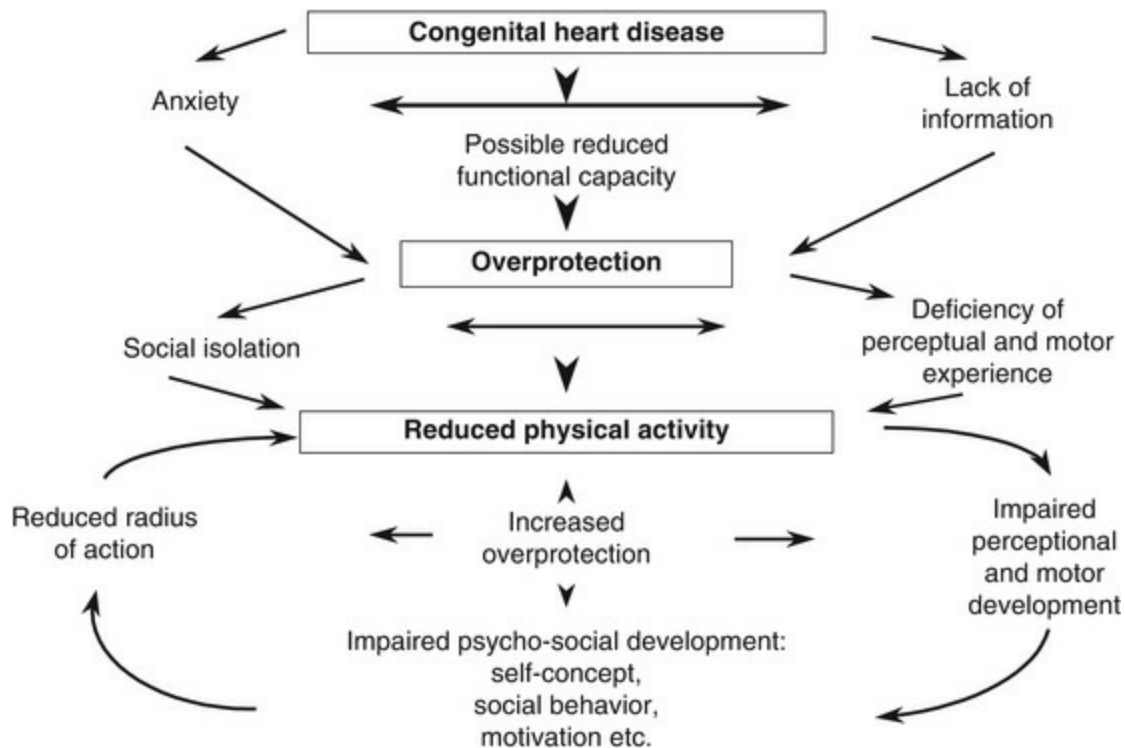 Congenital heart disease
Anxiety
Lack of
information
Possible reduced
functional capacity
Overprotection
Social isolation
Deficiency of
perceptual and motor
experience
Reduced physical activity
Reduced radius
of action
Increased
overprotection
Impaired
perceptional
and motor
development
Impaired psycho-social development:
self-concept,
social behavior,
motivation etc.